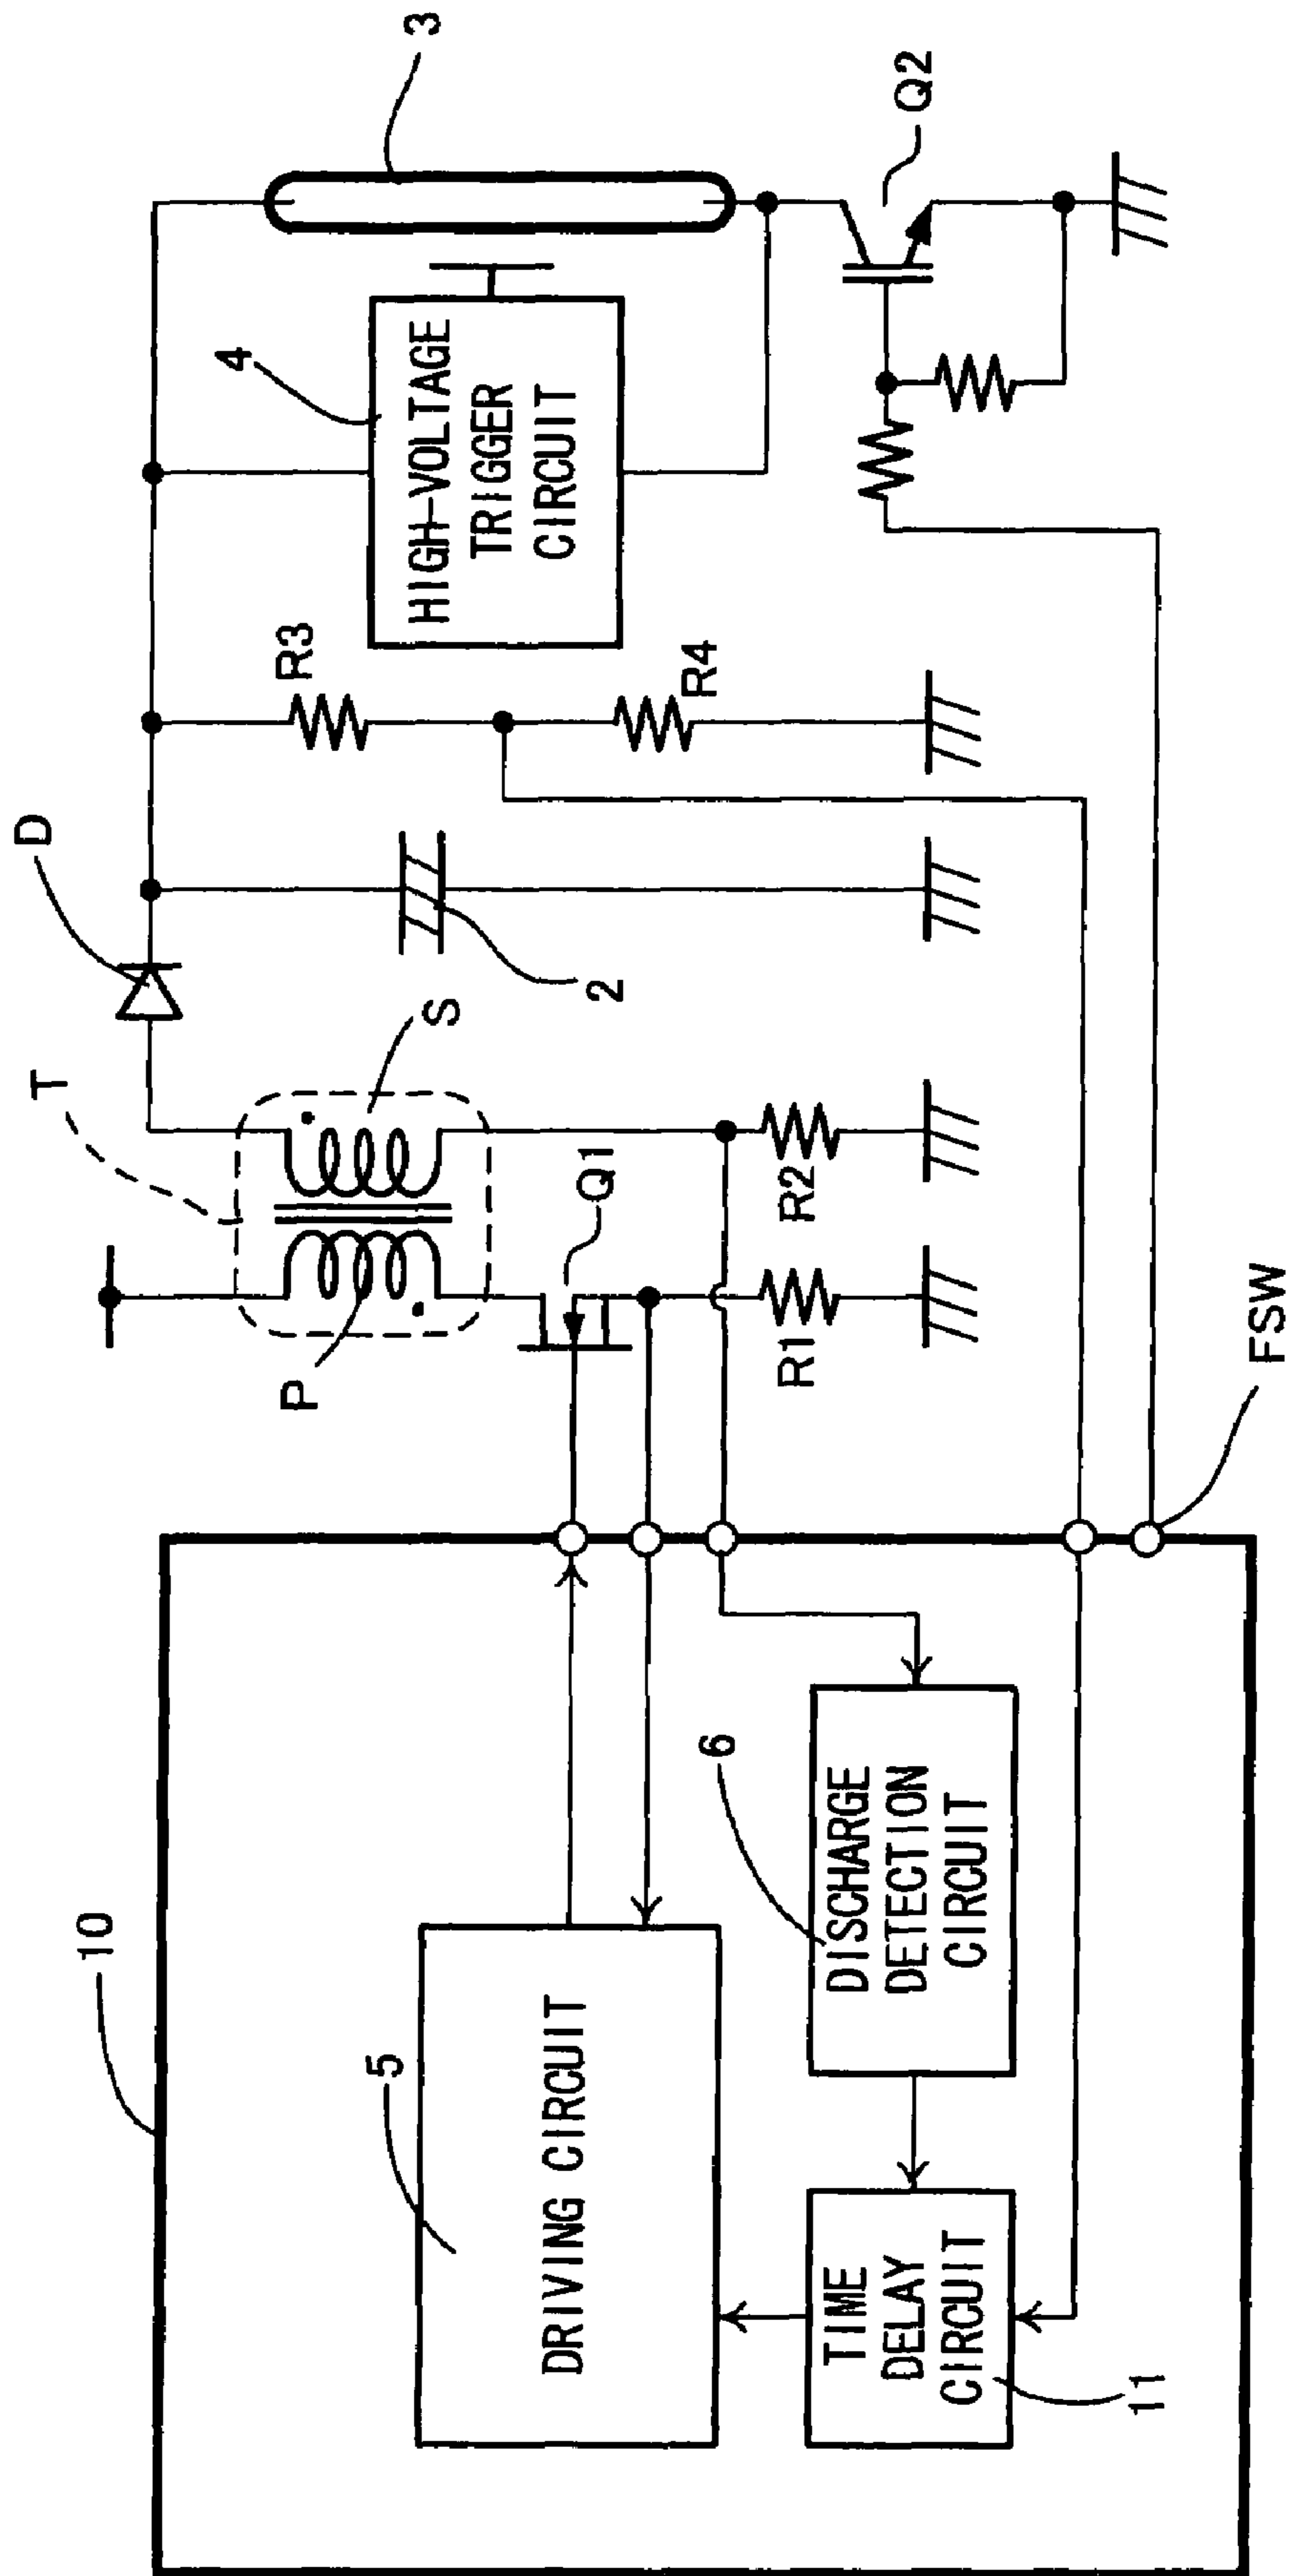 10
5
DRIVING CIRCUIT
TIME
DELAY
CIRCUIT
11
DISCHARGE
DETECTION
CIRCUIT
6
FSW
T
P
S
Q1
R1
R2
D
2
R3
R4
4
HIGH-VOLTAGE
TRIGGER
CIRCUIT
3
Q2